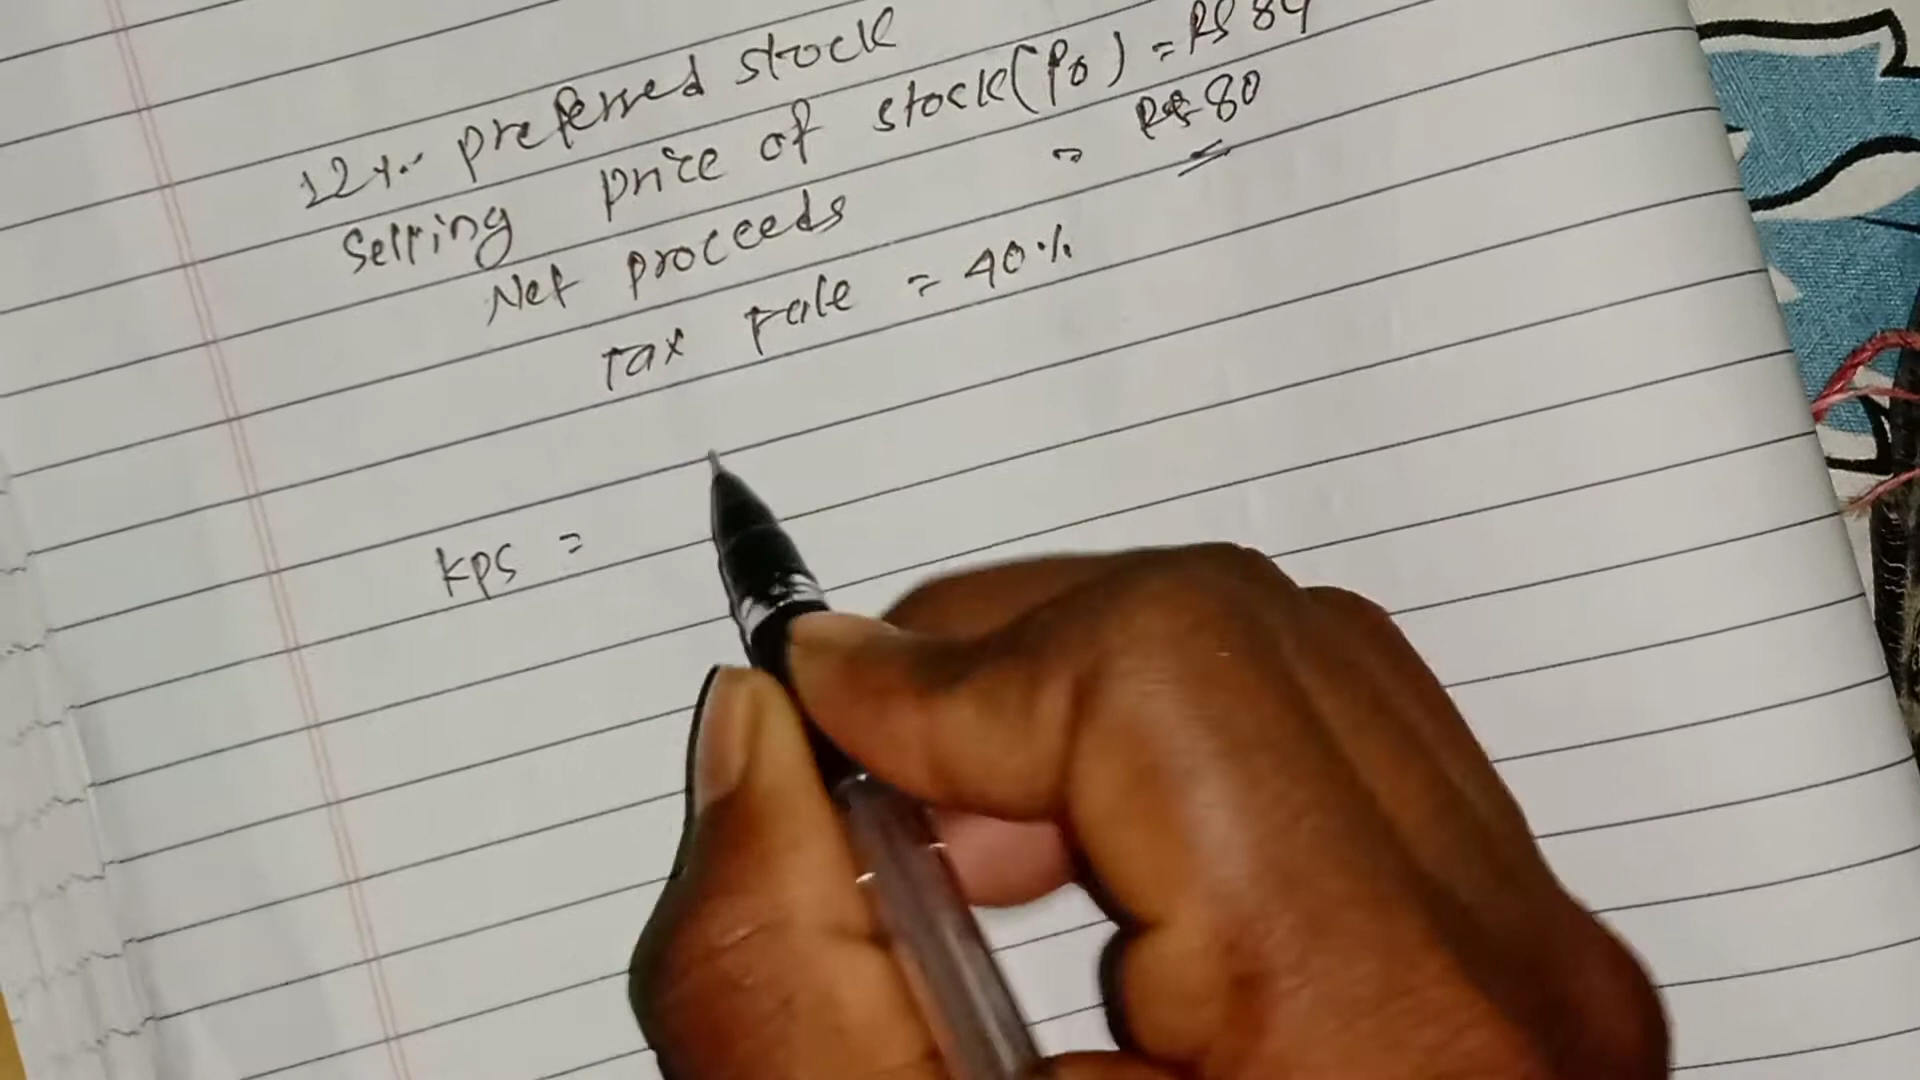 12%. preferred stock
Selling price of stock (P0) = RS 84
Net proceeds = RS 80
Tax rate = 40%
kps =